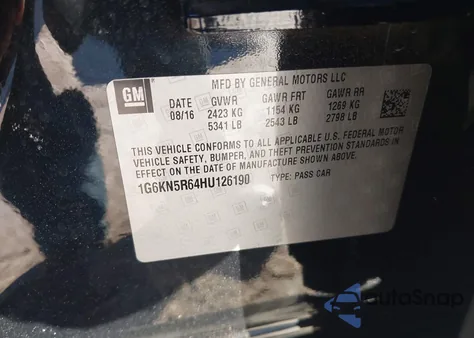 GM
MFD BY GENERAL MOTORS LLC
DATE GVWR GAWR FRT GAWR RR
08/16 2423 KG 1154 KG 1269 KG
5341 LB 2543 LB 2798 LB
THIS VEHICLE CONFORMS TO ALL APPLICABLE U.S. FEDERAL MOTOR
VEHICLE SAFETY, BUMPER, AND THEFT PREVENTION STANDARDS IN
EFFECT ON THE DATE OF MANUFACTURE SHOWN ABOVE.
1G6KN5R64HU126190 TYPE: PASS CAR
autoSnap